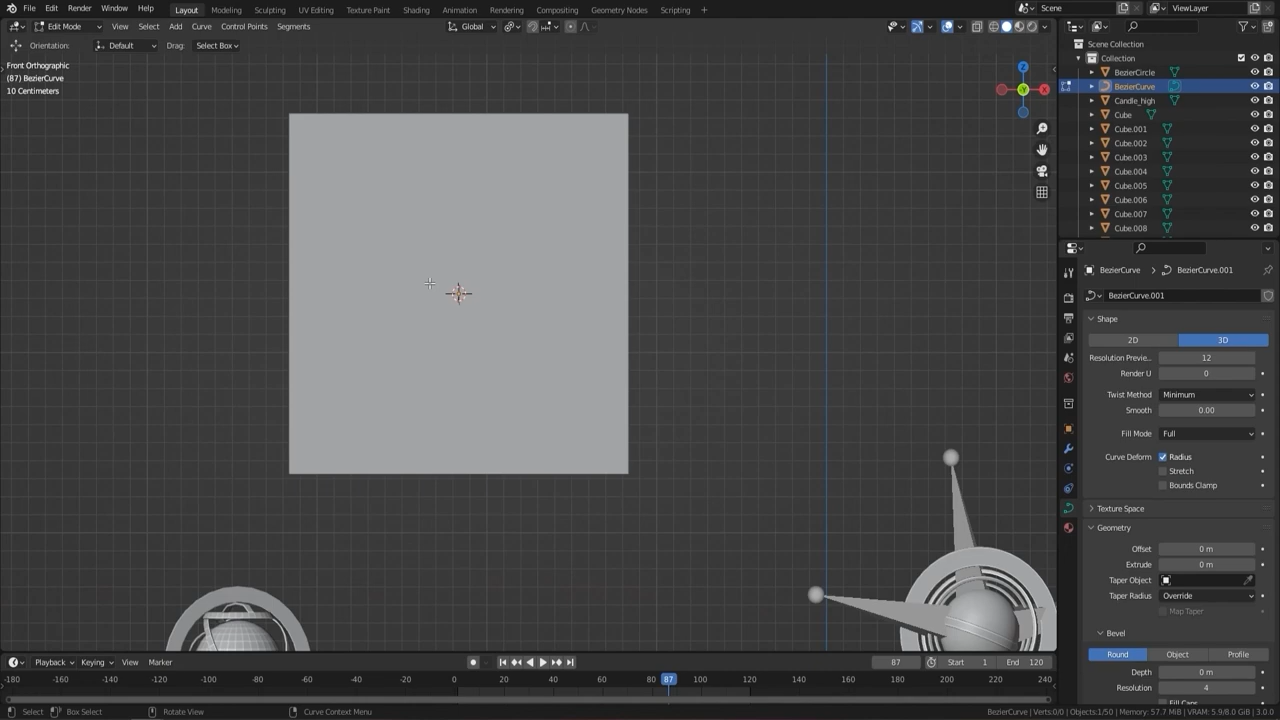 File Edit Render Window Help Layout Modeling Sculpting UV Editing Texture Paint Shading Animation Rendering Compositing Geometry Nodes Scripting + Scene ViewLayer
Edit Mode View Select Add Curve Control Points Segments Global
Orientation: Default Drag: Select Box
Front Orthographic
(87) BezierCurve
10 Centimeters
Z
Y
X
Scene Collection
Collection
BezierCircle
BezierCurve
Candle_high
Cube
Cube.001
Cube.002
Cube.003
Cube.004
Cube.005
Cube.006
Cube.007
Cube.008
BezierCurve BezierCurve.001
BezierCurve.001
Shape
2D 3D
Resolution Previe... 12
Render U 0
Twist Method Minimum
Smooth 0.00
Fill Mode Full
Curve Deform Radius
Stretch
Bounds Clamp
Texture Space
Geometry
Offset 0 m
Extrude 0 m
Taper Object
Taper Radius Override
Map Taper
Bevel
Round Object Profile
Depth 0 m
Resolution 4
Playback Keying View Marker 87 Start 1 End 120
-180 -160 -140 -120 -100 -80 -60 -40 -20 0 20 40 60 80 87 100 120 140 160 180 200 220 240
Select Box Select Rotate View Curve Context Menu BezierCurve | Verts:0/0 | Objects:1/50 | Memory: 57.7 MiB | VRAM: 5.9/8.0 GiB | 3.0.0